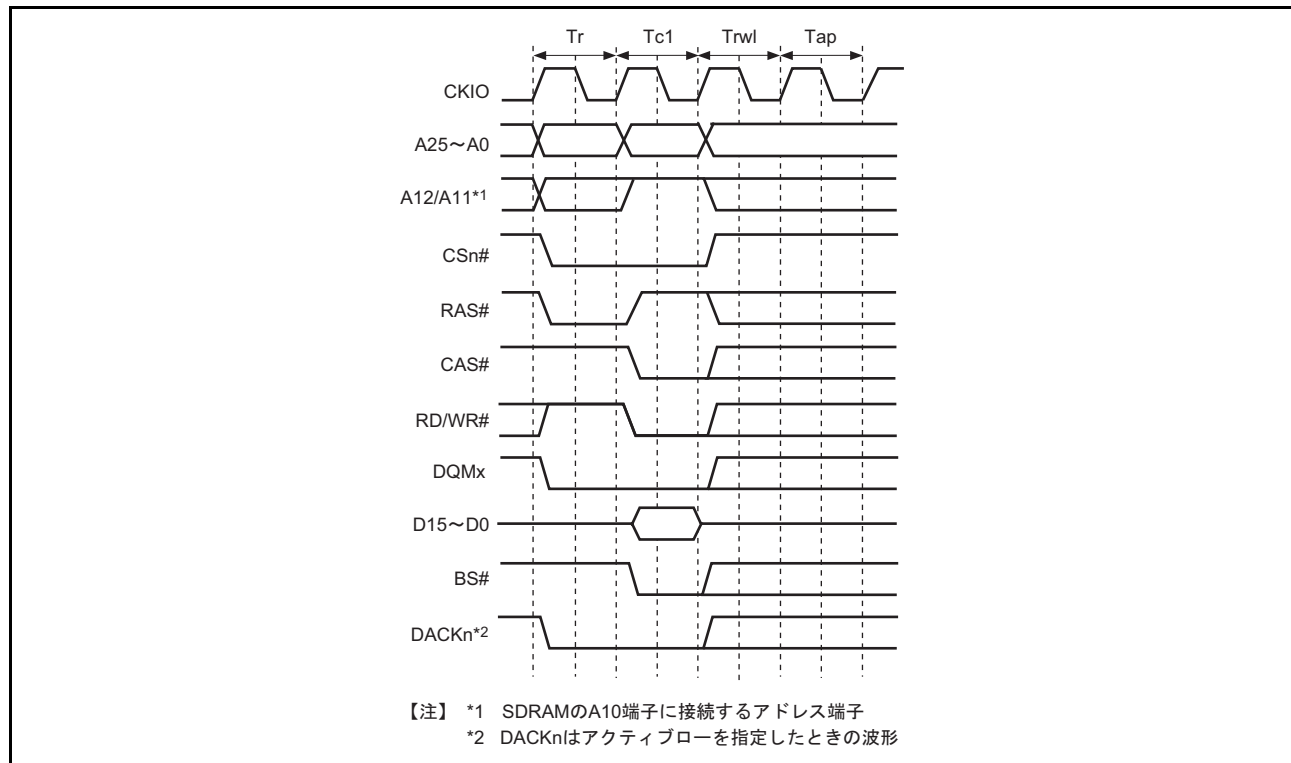 Tr Tc1 Trwl Tap
CKIO
A25～A0
A12/A11*1
CSn#
RAS#
CAS#
RD/WR#
DQMx
D15～D0
BS#
DACKn*2
【注】 *1 SDRAMのA10端子に接続するアドレス端子
*2 DACKnはアクティブローを指定したときの波形